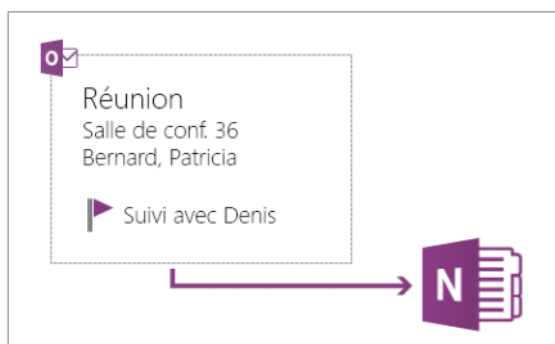 o
Réunion
Salle de conf. 36
Bernard, Patricia
Suivi avec Denis
N